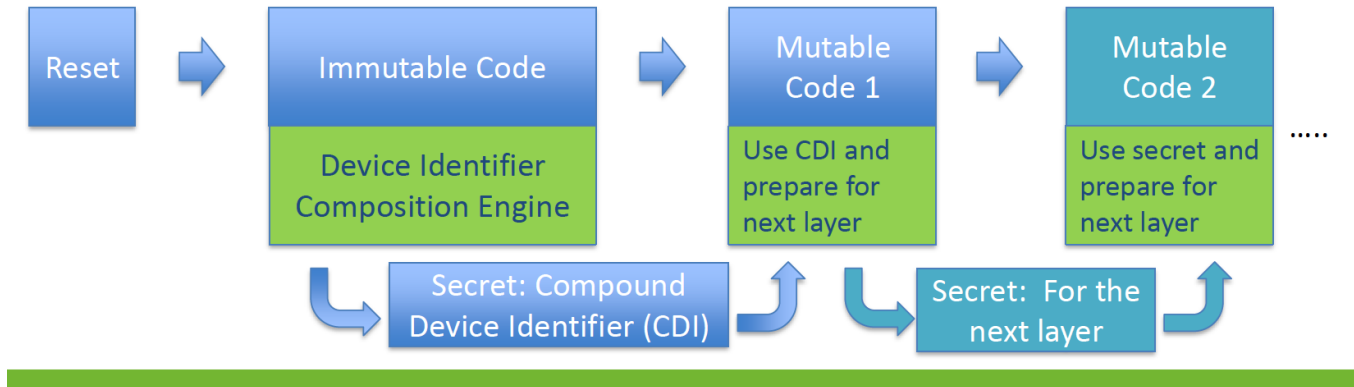 Reset
Immutable Code
Device Identifier
Composition Engine
Mutable
Code 1
Use CDI and
prepare for
next layer
Mutable
Code 2
Use secret and
prepare for
next layer
.....
Secret: Compound
Device Identifier (CDI)
Secret:  For the
next layer